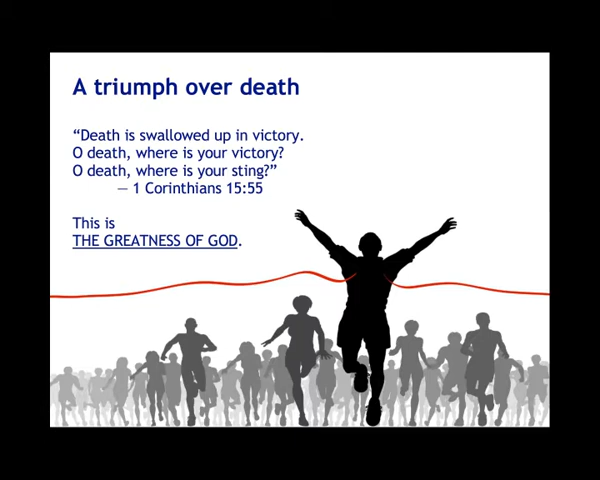 A triumph over death
“Death is swallowed up in victory.
O death, where is your victory?
O death, where is your sting?”
— 1 Corinthians 15:55
This is
THE GREATNESS OF GOD.